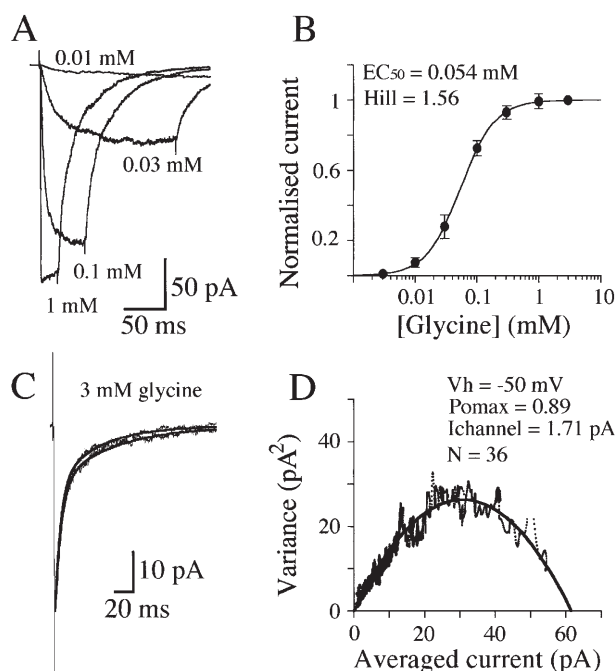 A
0.01 mM
0.03 mM
0.1 mM
1 mM
50 pA
50 ms
B
EC50 = 0.054 mM
Hill = 1.56
Normalised current
1
0.6
0.2
0.01 0.1 1 10
[Glycine] (mM)
C
3 mM glycine
10 pA
20 ms
D
Vh = -50 mV
Pomax = 0.89
Ichannel = 1.71 pA
N = 36
Variance (pA²)
40
20
0
0 20 40 60
Averaged current (pA)